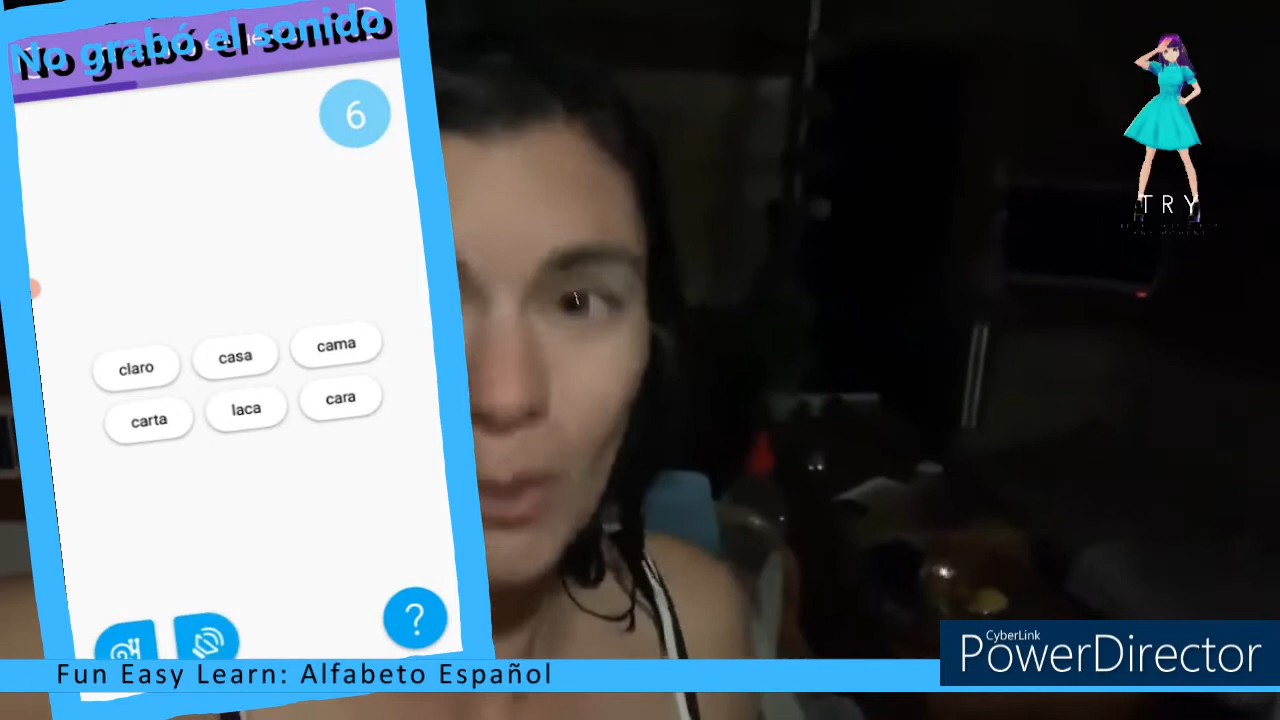 No grabó el sonido
6
claro casa cama
carta laca cara
?
TRY
Fun Easy Learn: Alfabeto Español
CyberLink
PowerDirector